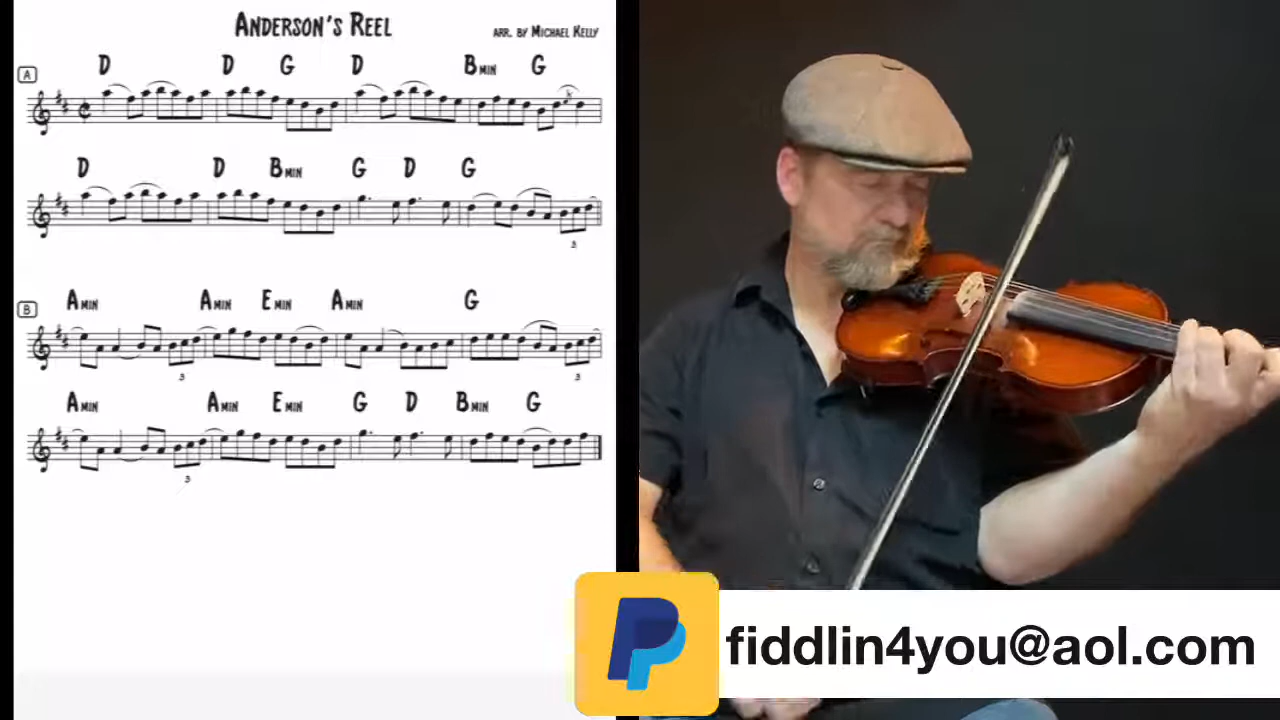 Anderson's Reel
arr. by Michael Kelly
A
D D G D Bmin G
D D Bmin G D G
3
B
Amin Amin Emin Amin G
3 3
Amin Amin Emin G D Bmin G
3
fiddlin4you@aol.com